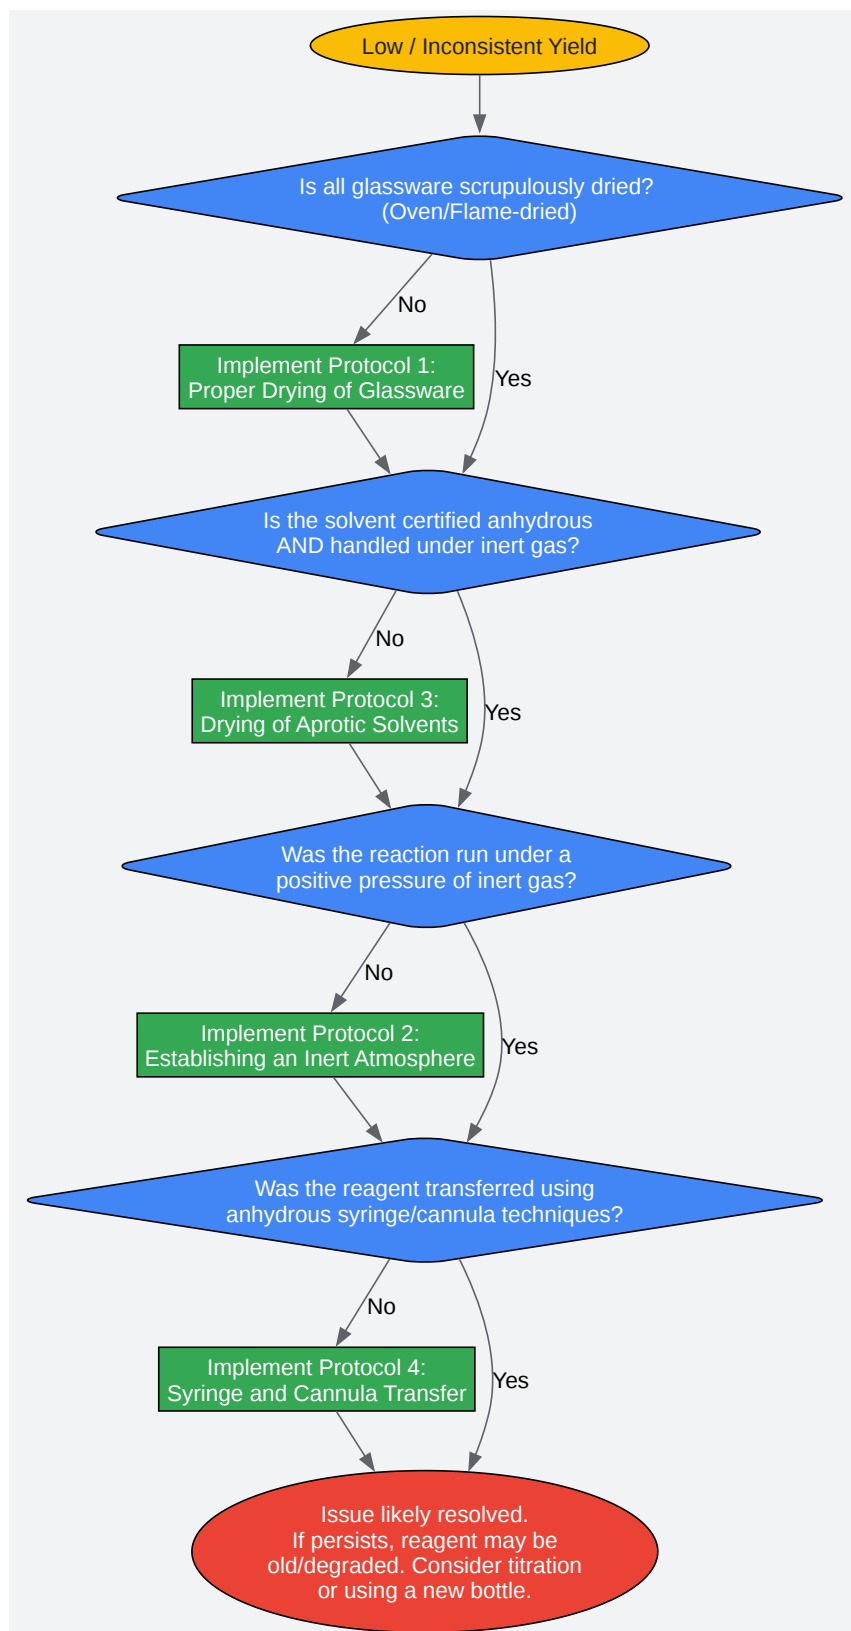 Low / Inconsistent Yield
Is all glassware scrupulously dried?
(Oven/Flame-dried)
No
Implement Protocol 1:
Proper Drying of Glassware
Yes
Is the solvent certified anhydrous
AND handled under inert gas?
No
Implement Protocol 3:
Drying of Aprotic Solvents
Yes
Was the reaction run under a
positive pressure of inert gas?
No
Implement Protocol 2:
Establishing an Inert Atmosphere
Yes
Was the reagent transferred using
anhydrous syringe/cannula techniques?
No
Implement Protocol 4:
Syringe and Cannula Transfer
Yes
Issue likely resolved.
If persists, reagent may be
old/degraded. Consider titration
or using a new bottle.